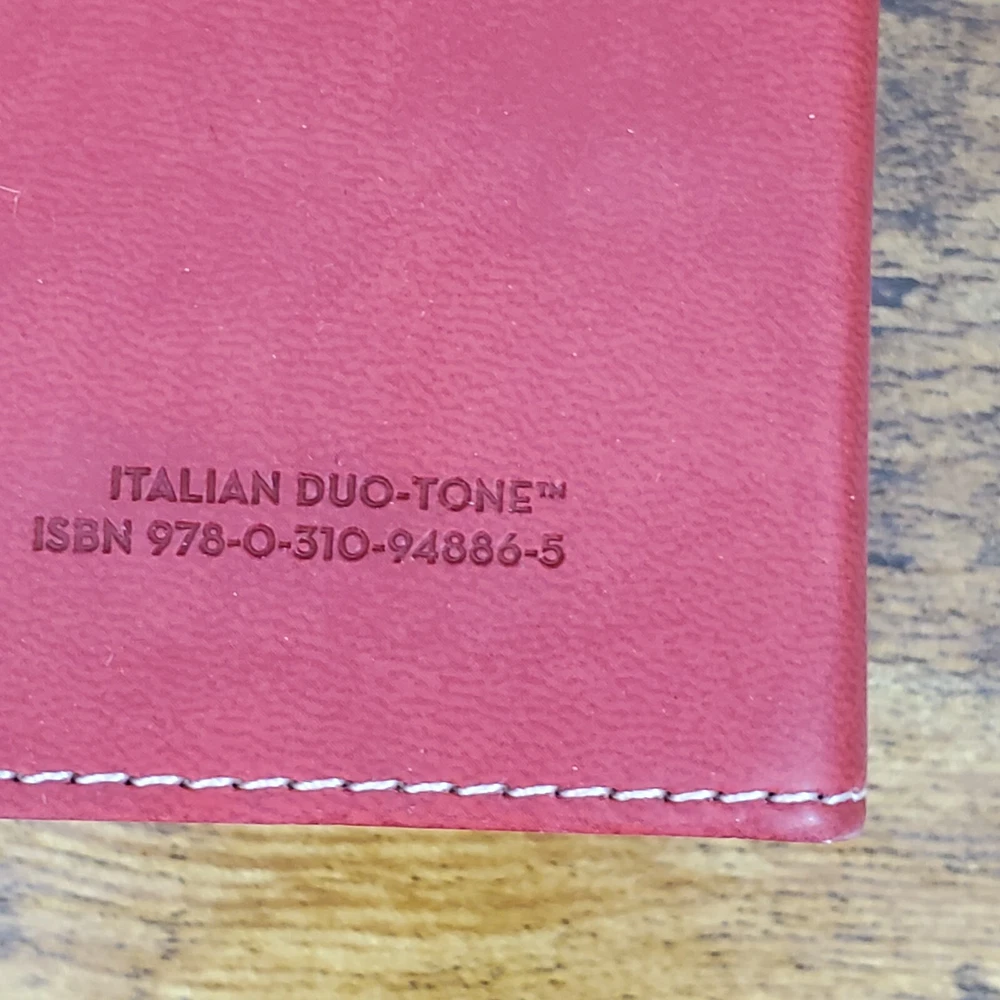 ITALIAN DUO-TONE™
ISBN 978-0-310-94886-5